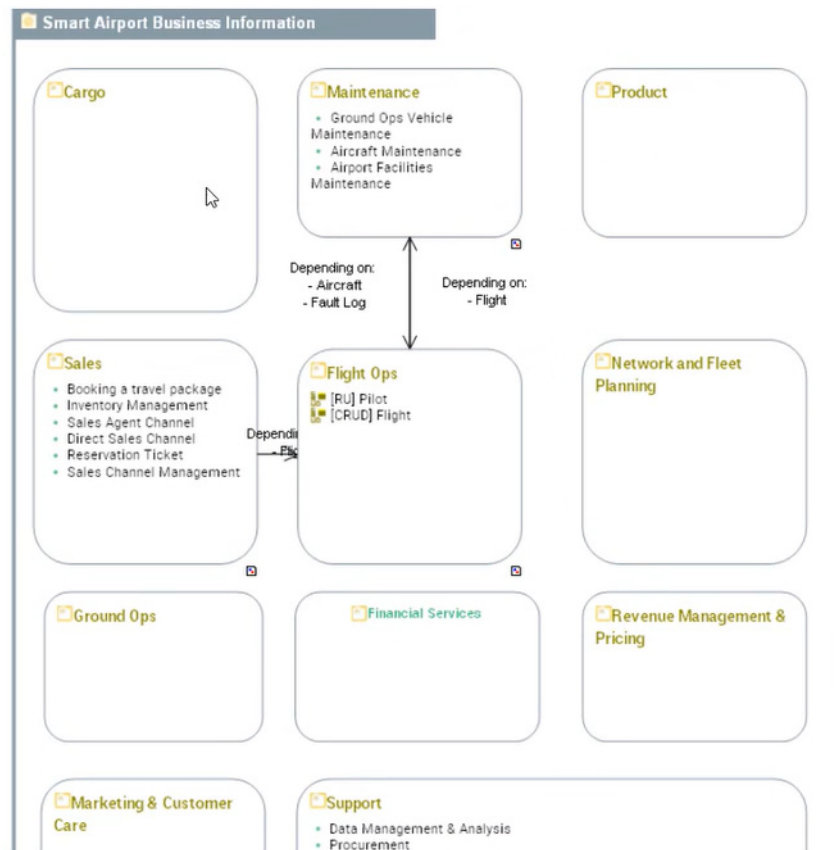 Smart Airport Business Information
Cargo
Maintenance
• Ground Ops Vehicle
Maintenance
• Aircraft Maintenance
• Airport Facilities
Maintenance
Product
Depending on:
- Aircraft
- Fault Log
Depending on:
- Flight
Sales
• Booking a travel package
• Inventory Management
• Sales Agent Channel
• Direct Sales Channel
• Reservation Ticket
• Sales Channel Management
Flight Ops
[RU] Pilot
[CRUD] Flight
Network and Fleet
Planning
Ground Ops
Financial Services
Revenue Management &
Pricing
Marketing & Customer
Care
Support
• Data Management & Analysis
• Procurement